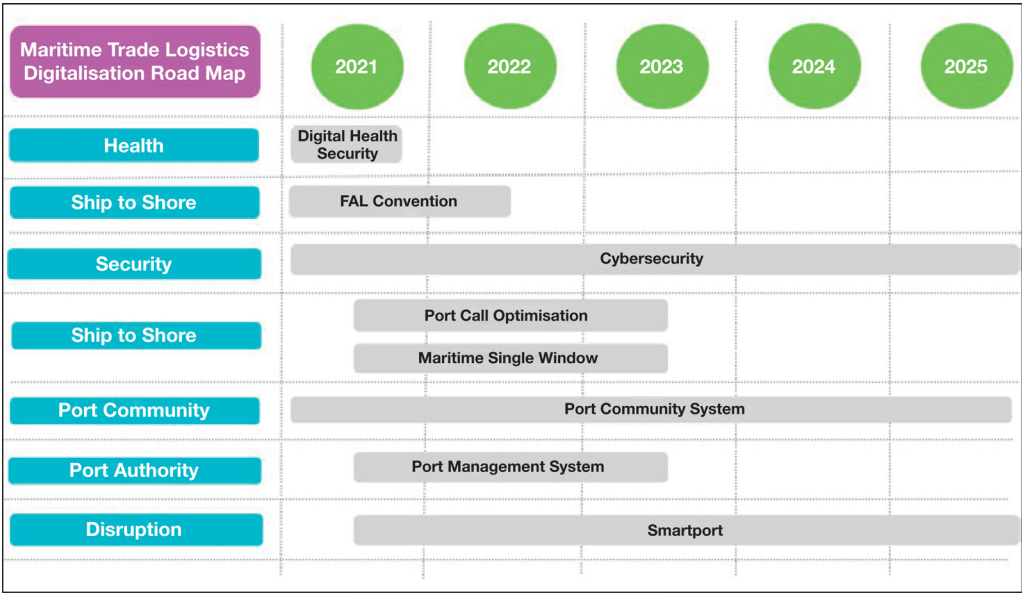 Maritime Trade Logistics
Digitalisation Road Map
2021
2022
2023
2024
2025
Health
Digital Health
Security
Ship to Shore
FAL Convention
Security
Cybersecurity
Ship to Shore
Port Call Optimisation
Maritime Single Window
Port Community
Port Community System
Port Authority
Port Management System
Disruption
Smartport